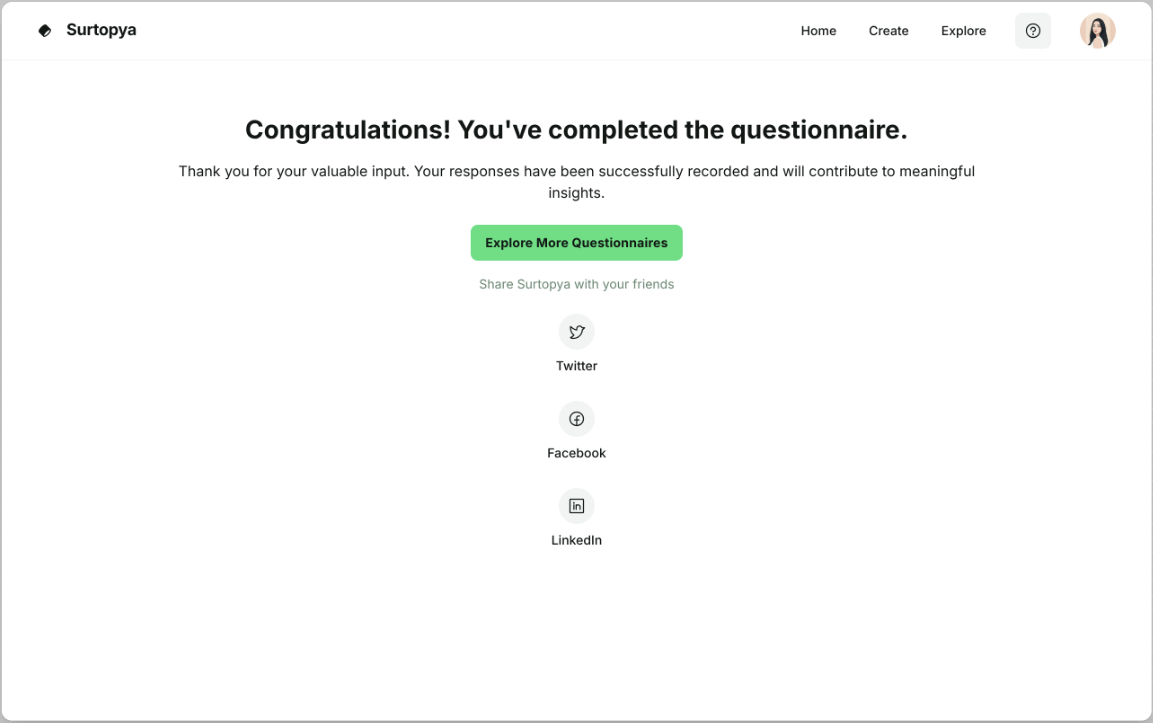 Surtopya
Home
Create
Explore
Congratulations! You've completed the questionnaire.
Thank you for your valuable input. Your responses have been successfully recorded and will contribute to meaningful
insights.
Explore More Questionnaires
Share Surtopya with your friends
Twitter
Facebook
LinkedIn